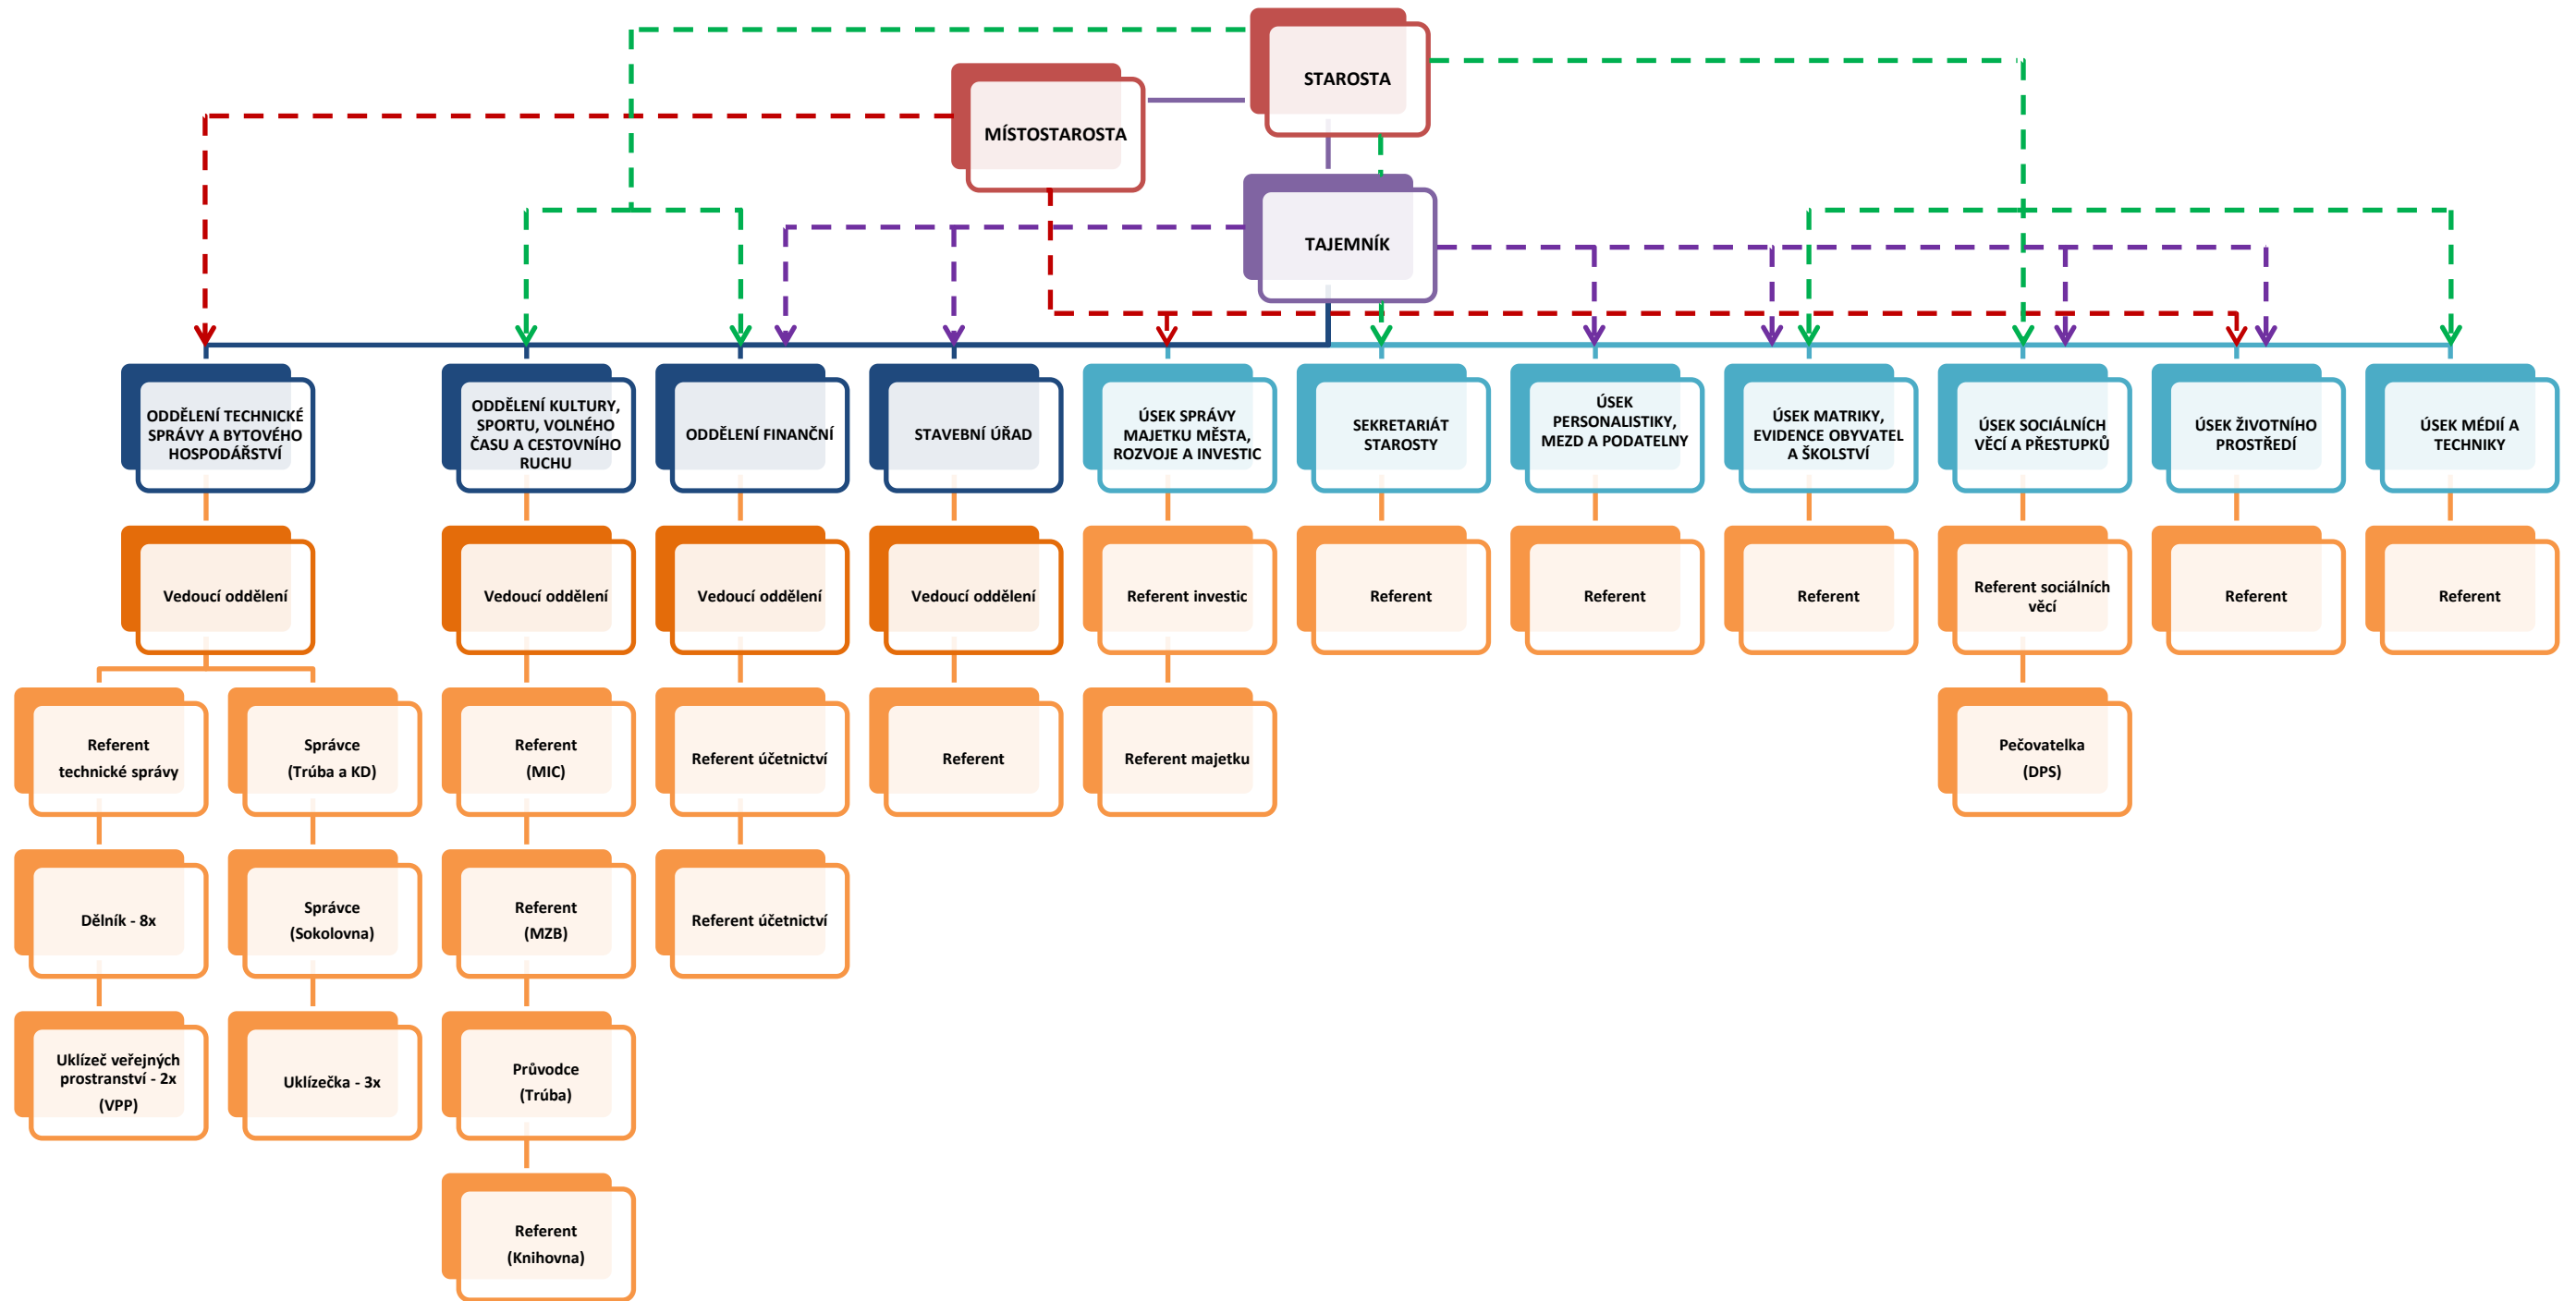 STAROSTA
MÍSTOSTAROSTA
TAJEMNÍK
ODDĚLENÍ TECHNICKÉ
SPRÁVY A BYTOVÉHO
HOSPODÁŘSTVÍ
ODDĚLENÍ KULTURY,
SPORTU, VOLNÉHO
ČASU A CESTOVNÍHO
RUCHU
ODDĚLENÍ FINANČNÍ
STAVEBNÍ ÚŘAD
ÚSEK SPRÁVY
MAJETKU MĚSTA,
ROZVOJE A INVESTIC
SEKRETARIÁT
STAROSTY
ÚSEK
PERSONALISTIKY,
MEZD A PODATELNY
ÚSEK MATRIKY,
EVIDENCE OBYVATEL
A ŠKOLSTVÍ
ÚSEK SOCIÁLNÍCH
VĚCÍ A PŘESTUPKŮ
ÚSEK ŽIVOTNÍHO
PROSTŘEDÍ
ÚSEK MÉDIÍ A
TECHNIKY
Vedoucí oddělení
Vedoucí oddělení
Vedoucí oddělení
Vedoucí oddělení
Referent investic
Referent
Referent
Referent
Referent sociálních
věcí
Referent
Referent
Referent
technické správy
Správce
(Trúba a KD)
Referent
(MIC)
Referent účetnictví
Referent
Referent majetku
Pečovatelka
(DPS)
Dělník - 8x
Správce
(Sokolovna)
Referent
(MZB)
Referent účetnictví
Uklízeč veřejných
prostranství - 2x
(VPP)
Uklízečka - 3x
Průvodce
(Trúba)
Referent
(Knihovna)